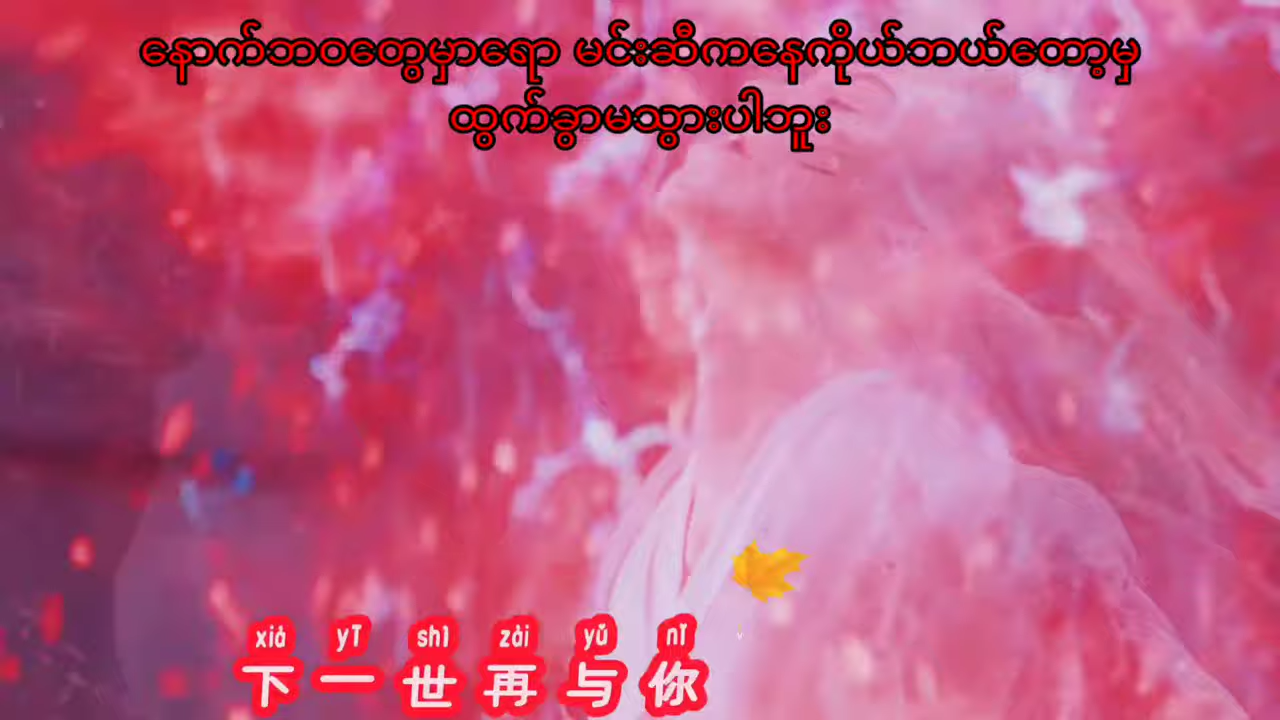 နောက်ဘဝတွေမှာရော မင်းဆီကနေကိုယ်ဘယ်တော့မှ
ထွက်ခွာမသွားပါဘူး
xià yī shì zài yǔ nǐ
下一世再与你